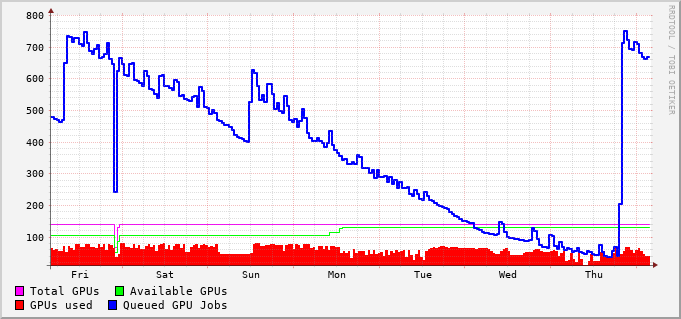 800
700
600
500
400
300
200
100
Fri Sat Sun Mon Tue Wed Thu
Total GPUs Available GPUs
GPUs used Queued GPU Jobs
RRDTOOL / TOBI OETIKER